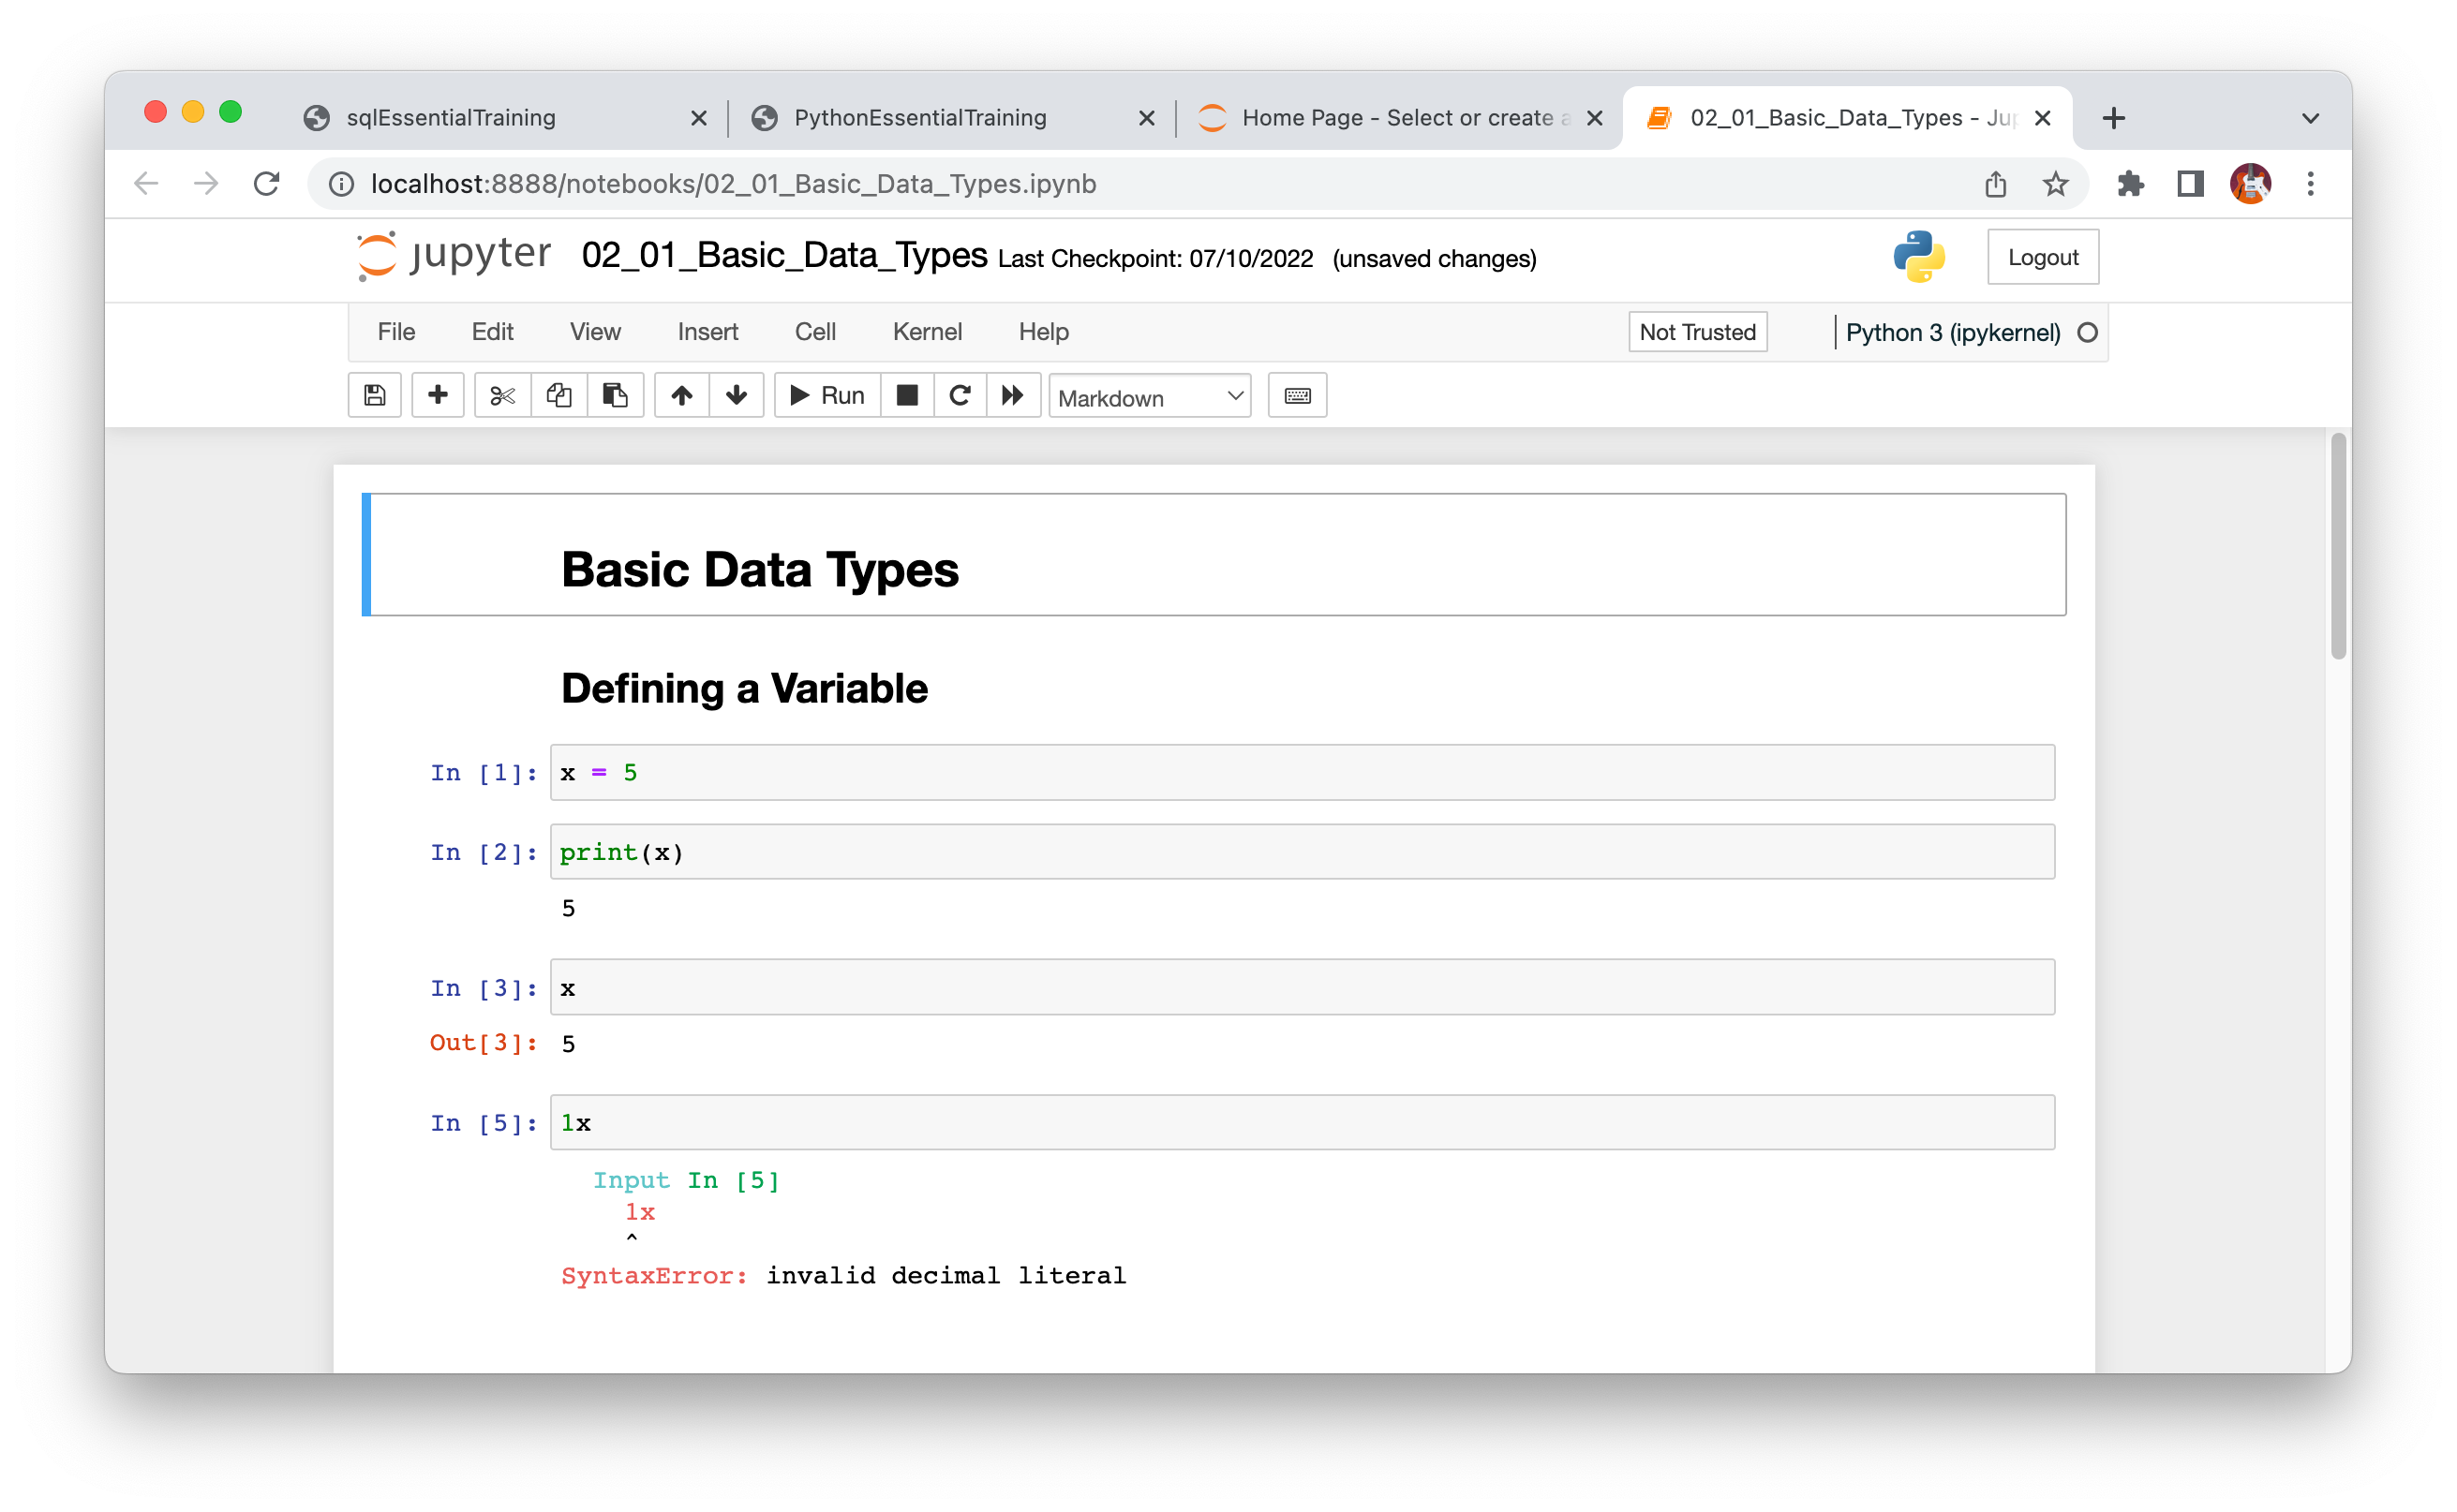 sqlEssentialTraining PythonEssentialTraining Home Page - Select or create a 02_01_Basic_Data_Types - Jup
localhost:8888/notebooks/02_01_Basic_Data_Types.ipynb
jupyter 02_01_Basic_Data_Types Last Checkpoint: 07/10/2022 (unsaved changes) Logout
File Edit View Insert Cell Kernel Help Not Trusted Python 3 (ipykernel)
Run Markdown
Basic Data Types
Defining a Variable
In [1]: x = 5
In [2]: print(x)
5
In [3]: x
Out[3]: 5
In [5]: 1x
Input In [5]
1x
^
SyntaxError: invalid decimal literal